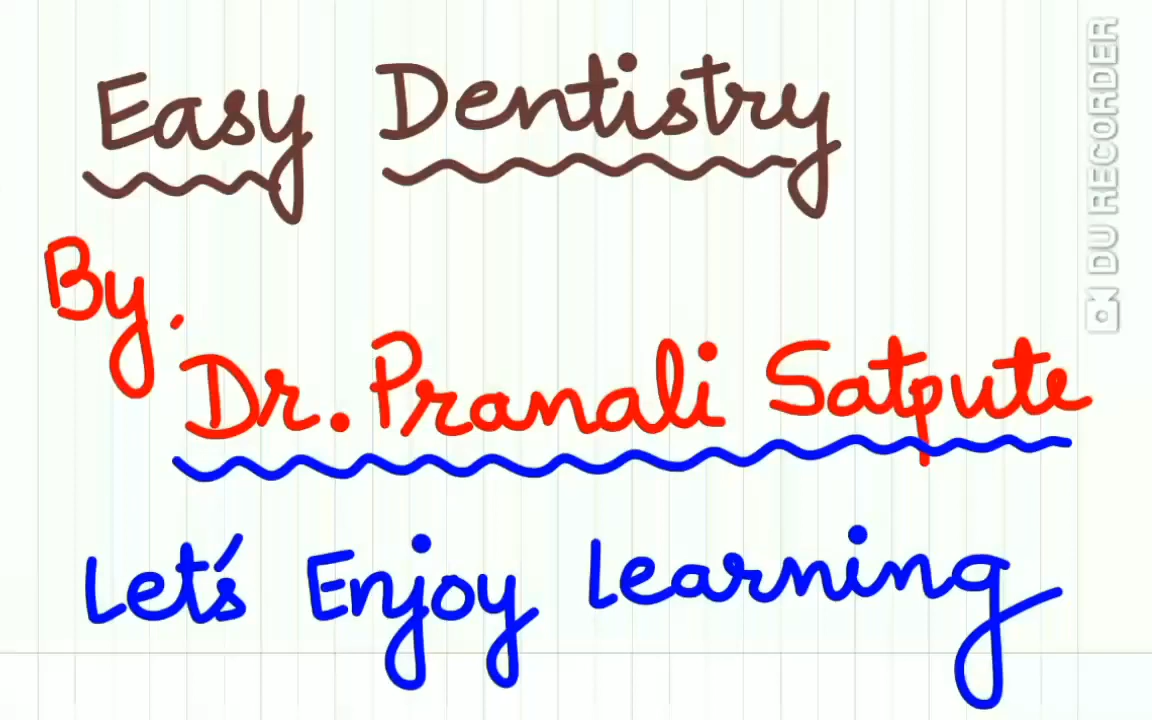 Easy Dentistry
By.
Dr. Pranali Satpute
Let's Enjoy Learning
DU RECORDER